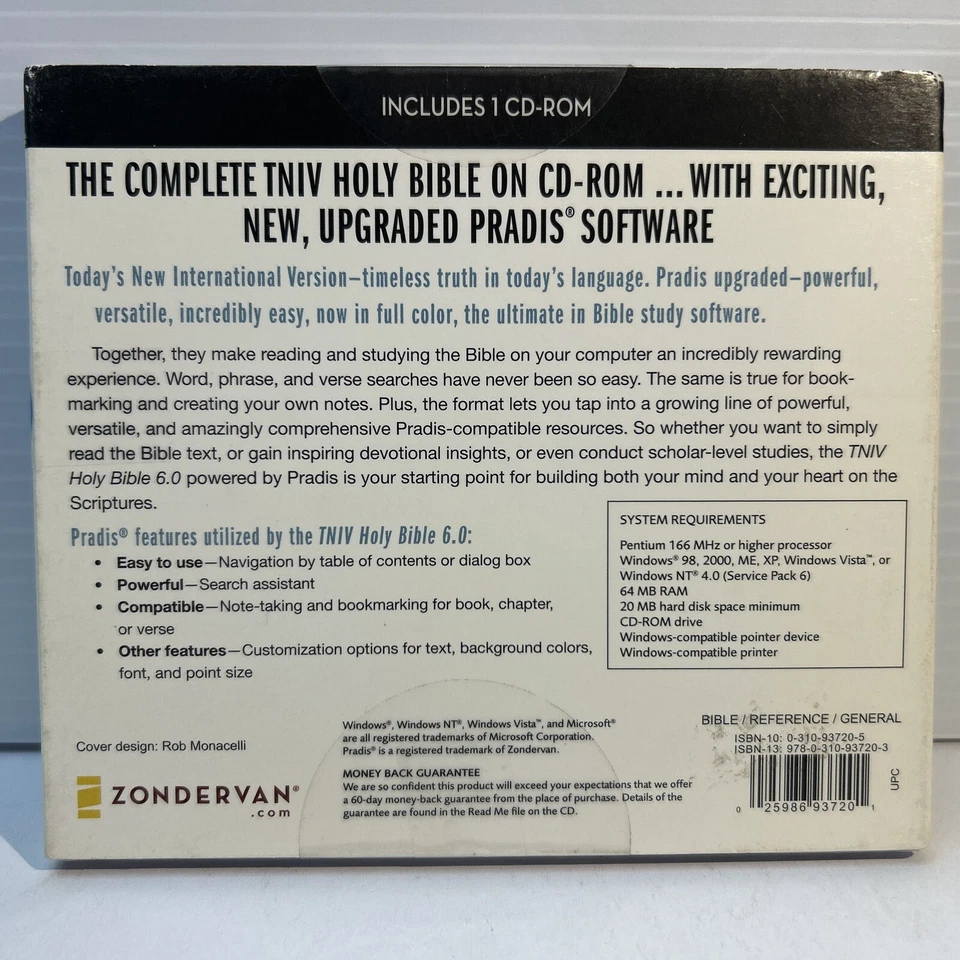 INCLUDES 1 CD-ROM
THE COMPLETE TNIV HOLY BIBLE ON CD-ROM ... WITH EXCITING,
NEW, UPGRADED PRADIS® SOFTWARE
Today's New International Version–timeless truth in today's language. Pradis upgraded–powerful,
versatile, incredibly easy, now in full color, the ultimate in Bible study software.
Together, they make reading and studying the Bible on your computer an incredibly rewarding
experience. Word, phrase, and verse searches have never been so easy. The same is true for book-
marking and creating your own notes. Plus, the format lets you tap into a growing line of powerful,
versatile, and amazingly comprehensive Pradis-compatible resources. So whether you want to simply
read the Bible text, or gain inspiring devotional insights, or even conduct scholar-level studies, the TNIV
Holy Bible 6.0 powered by Pradis is your starting point for building both your mind and your heart on the
Scriptures.
Pradis® features utilized by the TNIV Holy Bible 6.0:
• Easy to use—Navigation by table of contents or dialog box
• Powerful—Search assistant
• Compatible—Note-taking and bookmarking for book, chapter,
or verse
• Other features—Customization options for text, background colors,
font, and point size
SYSTEM REQUIREMENTS
Pentium 166 MHz or higher processor
Windows® 98, 2000, ME, XP, Windows Vista™, or
Windows NT® 4.0 (Service Pack 6)
64 MB RAM
20 MB hard disk space minimum
CD-ROM drive
Windows-compatible pointer device
Windows-compatible printer
Cover design: Rob Monacelli
ZONDERVAN®
.com
Windows®, Windows NT®, Windows Vista™, and Microsoft®
are all registered trademarks of Microsoft Corporation.
Pradis® is a registered trademark of Zondervan.
MONEY BACK GUARANTEE
We are so confident this product will exceed your expectations that we offer
a 60-day money-back guarantee from the place of purchase. Details of the
guarantee are found in the Read Me file on the CD.
BIBLE / REFERENCE / GENERAL
ISBN-10: 0-310-93720-5
ISBN-13: 978-0-310-93720-3
UPC
0 25986 93720 1